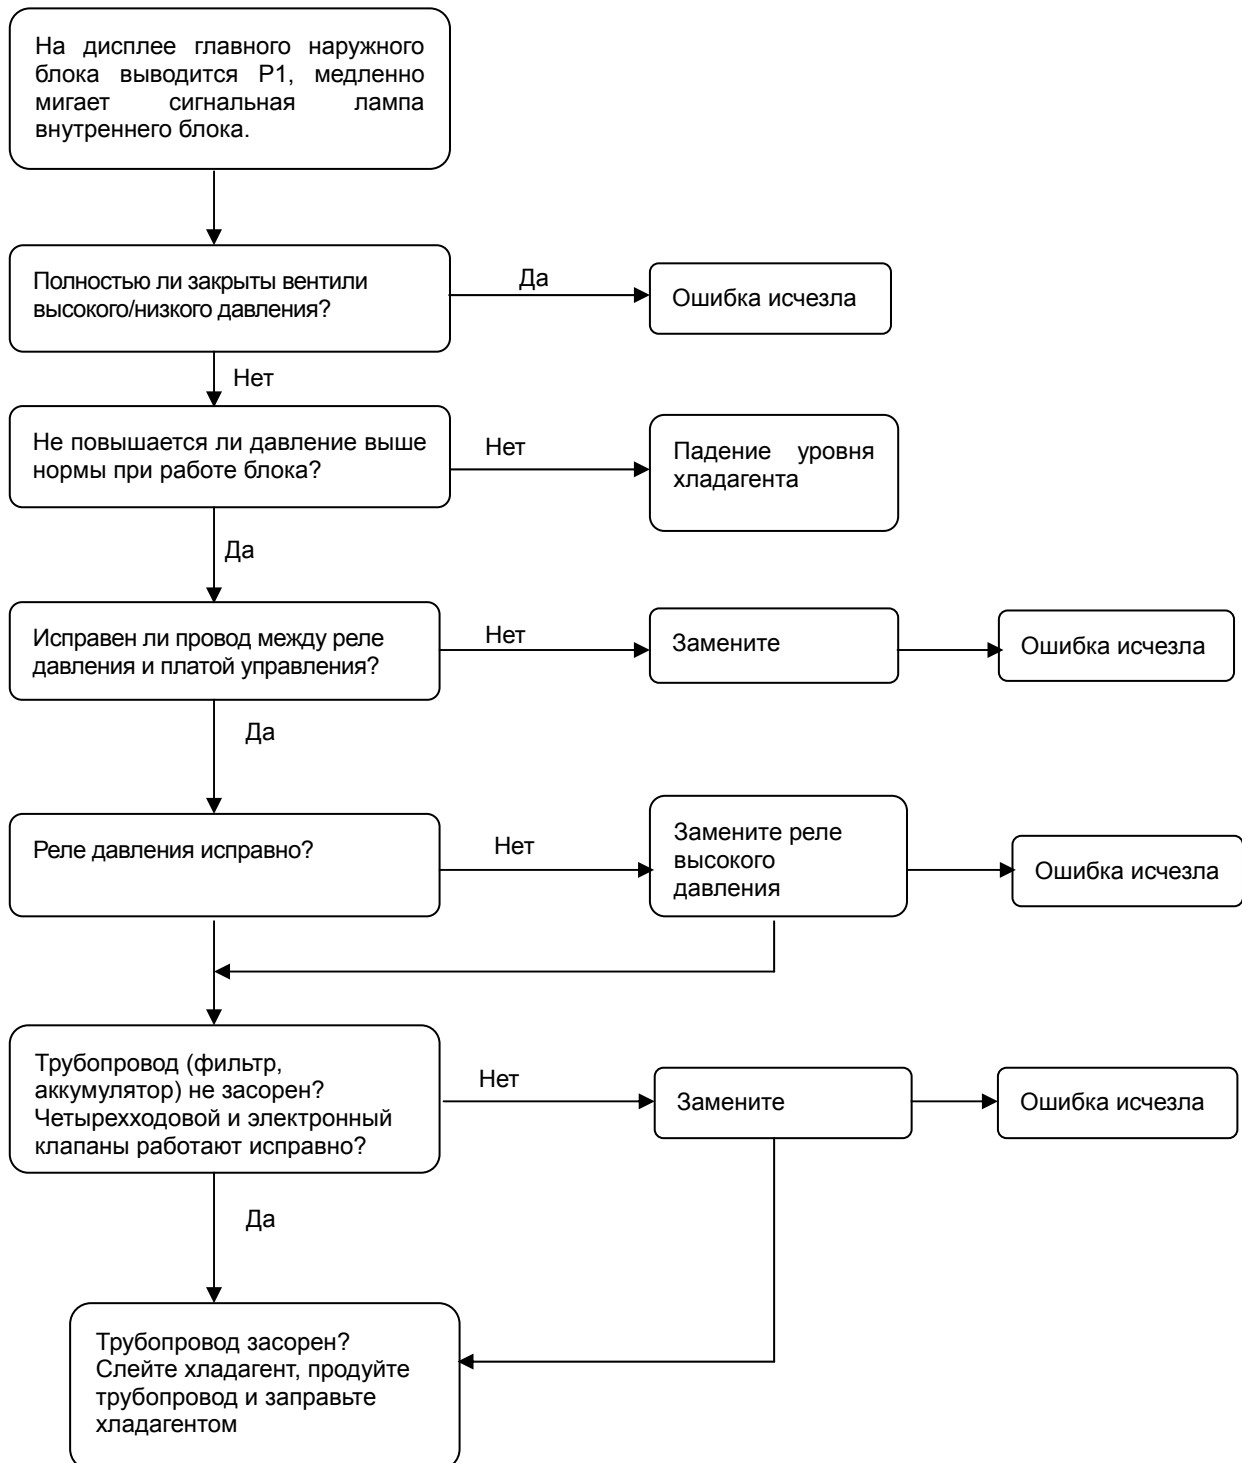 На дисплее главного наружного
блока выводится P1, медленно
мигает сигнальная лампа
внутреннего блока.
Полностью ли закрыты вентили
высокого/низкого давления?
Да
Ошибка исчезла
Нет
Не повышается ли давление выше
нормы при работе блока?
Нет
Падение уровня
хладагента
Да
Исправен ли провод между реле
давления и платой управления?
Нет
Замените
Ошибка исчезла
Да
Реле давления исправно?
Нет
Замените реле
высокого
давления
Ошибка исчезла
Трубопровод (фильтр,
аккумулятор) не засорен?
Четырехходовой и электронный
клапаны работают исправно?
Нет
Замените
Ошибка исчезла
Да
Трубопровод засорен?
Слейте хладагент, продуйте
трубопровод и заправьте
хладагентом